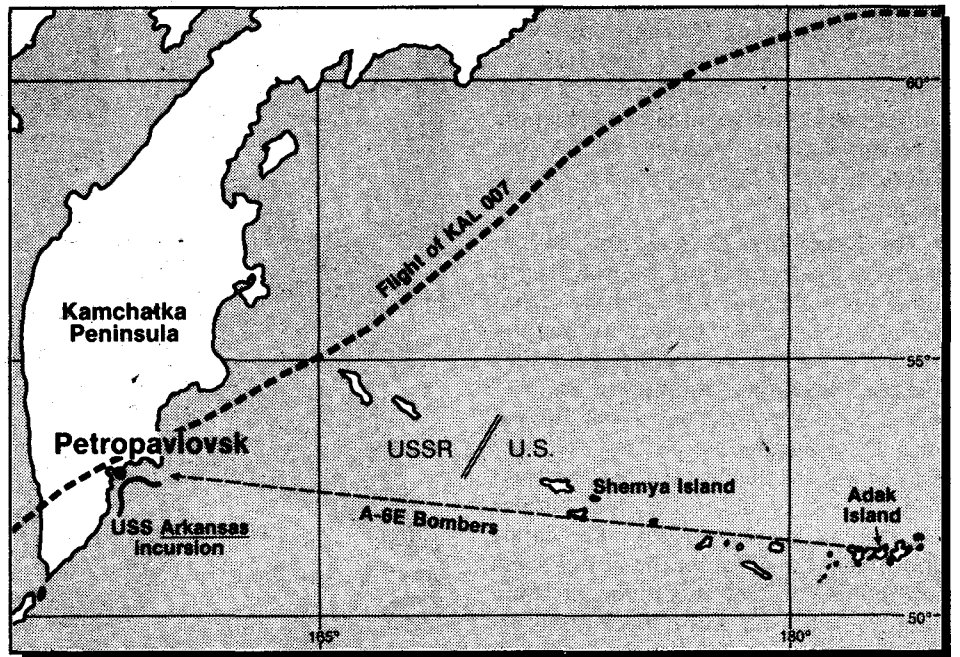 60°
Flight of KAL 007
Kamchatka
Peninsula
55°
Petropavlovsk
USSR
U.S.
Shemya Island
USS Arkansas
Incursion
A-6E Bombers
Adak
Island
50°
165°
180°